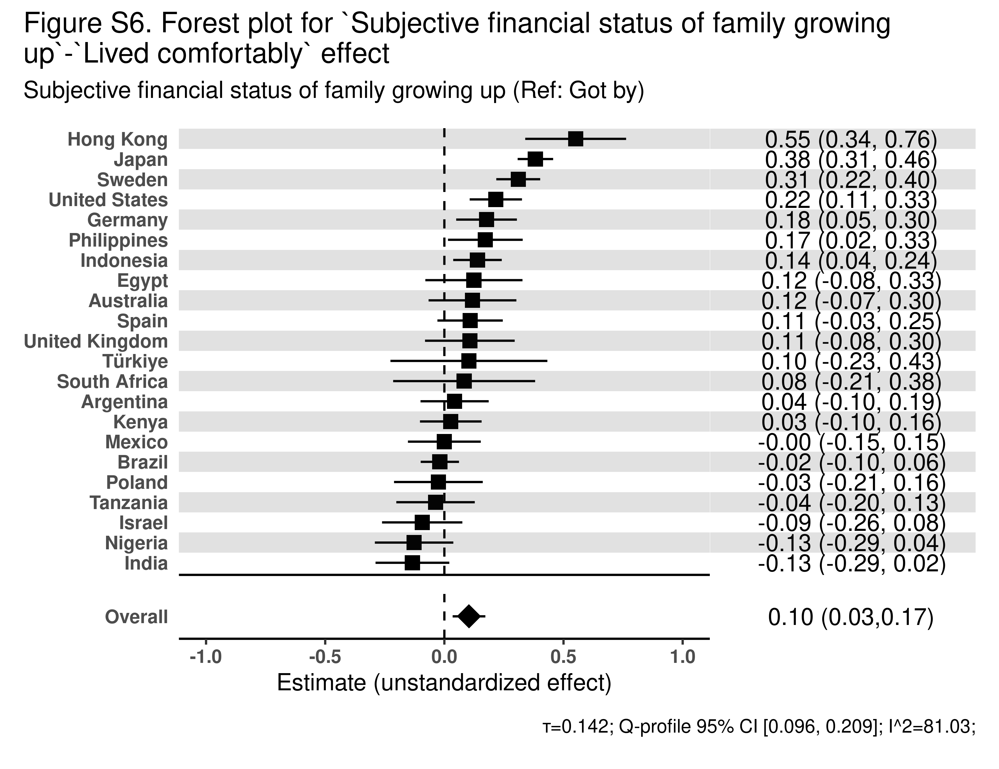 Figure S6. Forest plot for `Subjective financial status of family growing
up`-`Lived comfortably` effect
Subjective financial status of family growing up (Ref: Got by)
Hong Kong 0.55 (0.34, 0.76)
Japan 0.38 (0.31, 0.46)
Sweden 0.31 (0.22, 0.40)
United States 0.22 (0.11, 0.33)
Germany 0.18 (0.05, 0.30)
Philippines 0.17 (0.02, 0.33)
Indonesia 0.14 (0.04, 0.24)
Egypt 0.12 (-0.08, 0.33)
Australia 0.12 (-0.07, 0.30)
Spain 0.11 (-0.03, 0.25)
United Kingdom 0.11 (-0.08, 0.30)
Türkiye 0.10 (-0.23, 0.43)
South Africa 0.08 (-0.21, 0.38)
Argentina 0.04 (-0.10, 0.19)
Kenya 0.03 (-0.10, 0.16)
Mexico -0.00 (-0.15, 0.15)
Brazil -0.02 (-0.10, 0.06)
Poland -0.03 (-0.21, 0.16)
Tanzania -0.04 (-0.20, 0.13)
Israel -0.09 (-0.26, 0.08)
Nigeria -0.13 (-0.29, 0.04)
India -0.13 (-0.29, 0.02)
Overall 0.10 (0.03,0.17)
-1.0 -0.5 0.0 0.5 1.0
Estimate (unstandardized effect)
τ=0.142; Q-profile 95% CI [0.096, 0.209]; I^2=81.03;